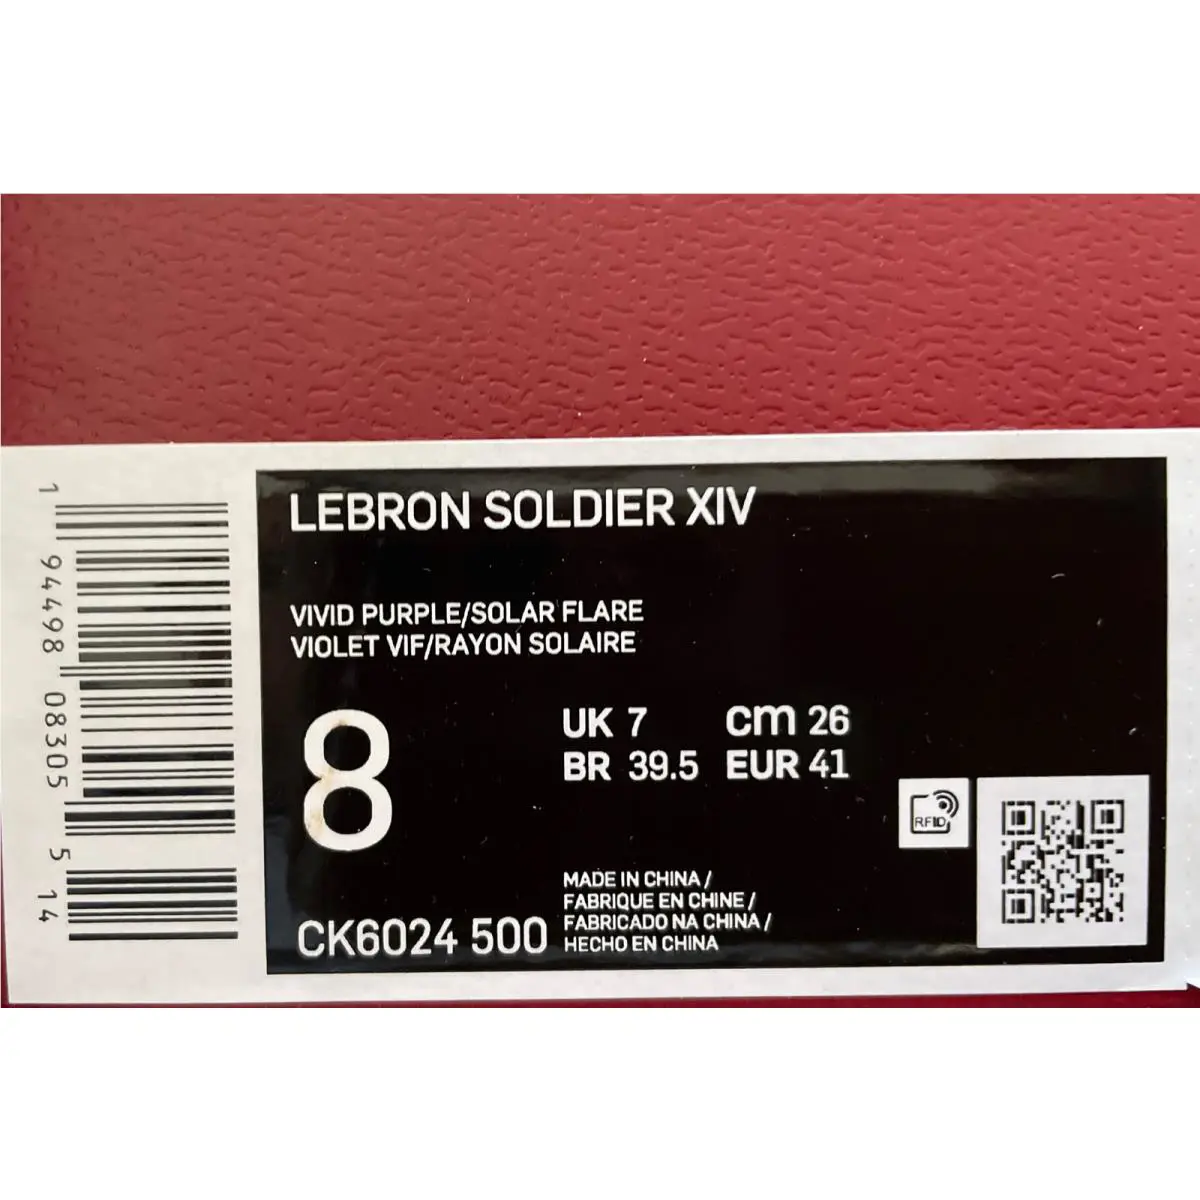 LEBRON SOLDIER XIV
VIVID PURPLE/SOLAR FLARE
VIOLET VIF/RAYON SOLAIRE
8
UK 7 cm 26
BR 39.5 EUR 41
RFID
CK6024 500
MADE IN CHINA /
FABRIQUE EN CHINE /
FABRICADO NA CHINA /
HECHO EN CHINA
1 94498 08305 5 14